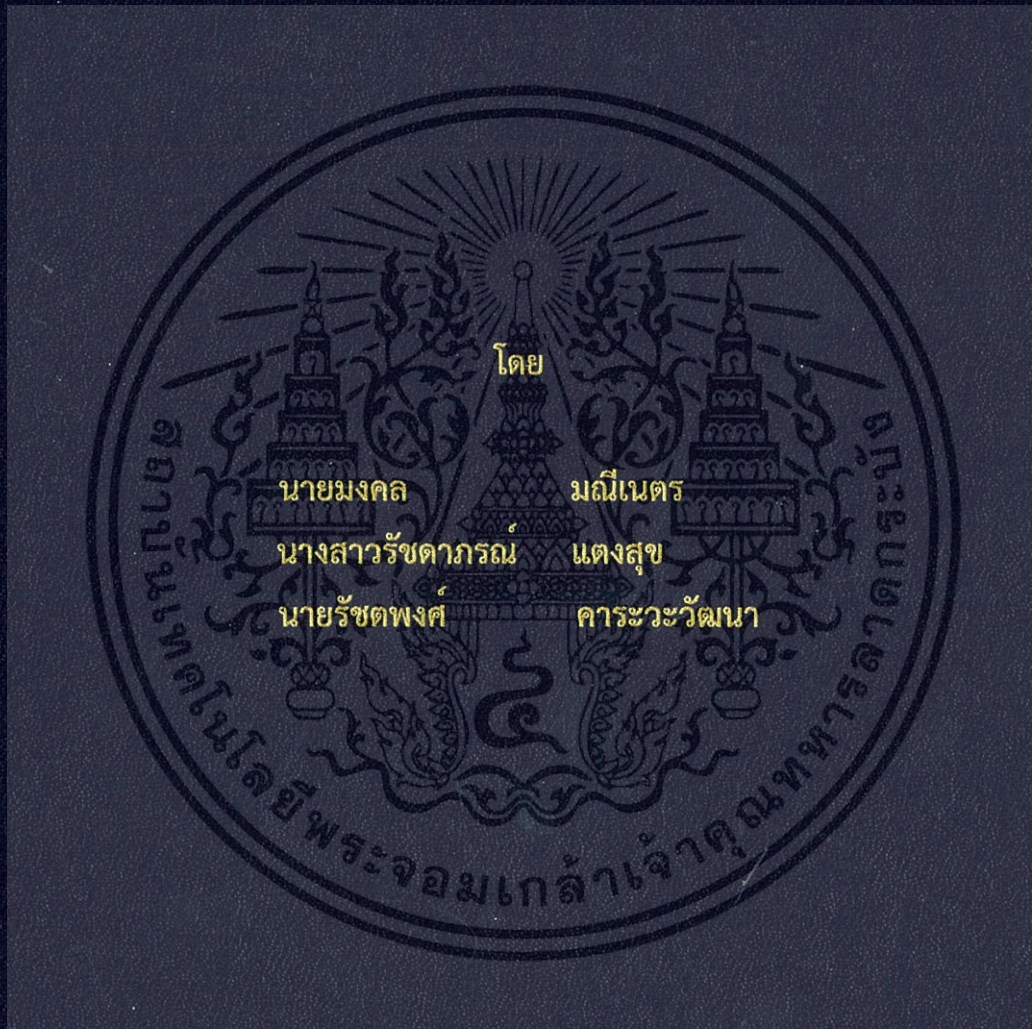 โดย
นายมงคล มณีเนตร
นางสาวรัชดาภรณ์ แตงสุข
นายรัชตพงศ์ คาระวะวัฒนา
สถาบันเทคโนโลยีพระจอมเกล้าเจ้าคุณทหารลาดกระบัง